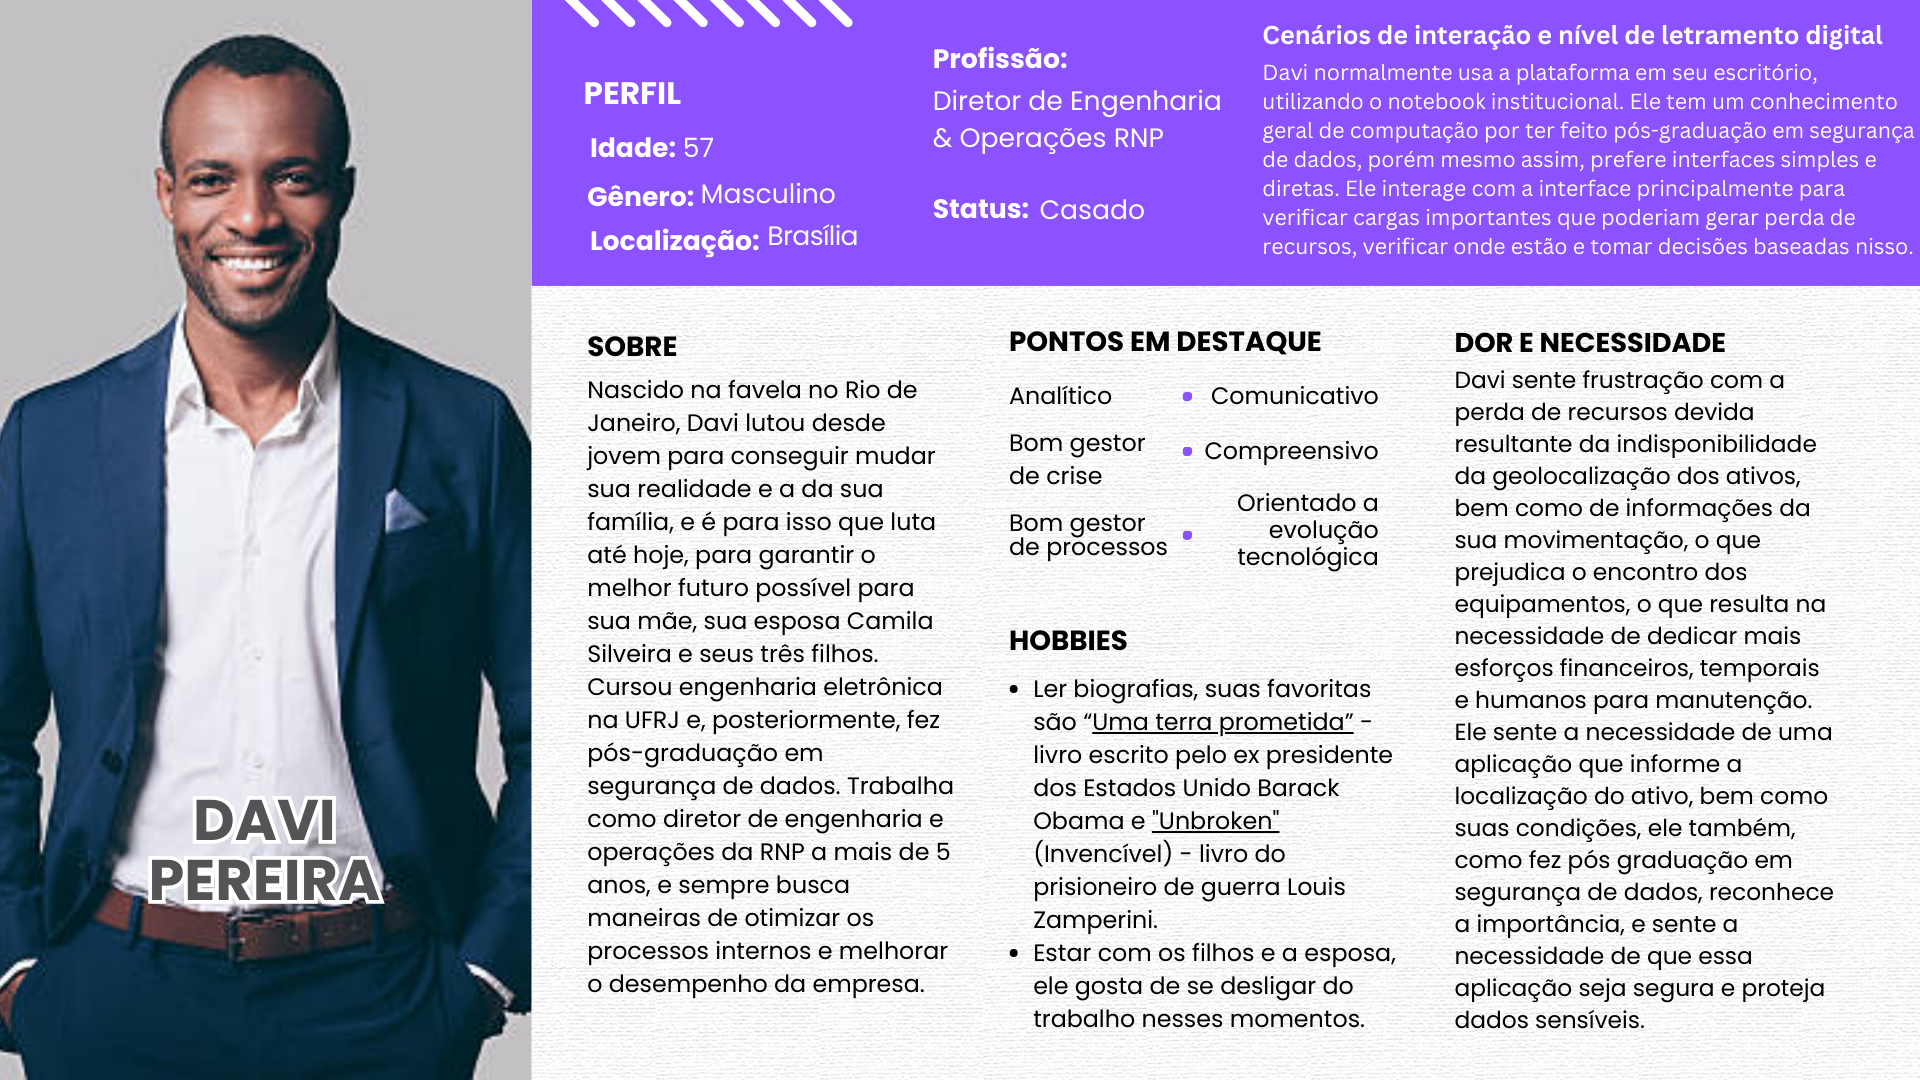 DAVI
PEREIRA
PERFIL
Idade: 57
Gênero: Masculino
Localização: Brasília
Profissão:
Diretor de Engenharia
& Operações RNP
Status: Casado
Cenários de interação e nível de letramento digital
Davi normalmente usa a plataforma em seu escritório,
utilizando o notebook institucional. Ele tem um conhecimento
geral de computação por ter feito pós-graduação em segurança
de dados, porém mesmo assim, prefere interfaces simples e
diretas. Ele interage com a interface principalmente para
verificar cargas importantes que poderiam gerar perda de
recursos, verificar onde estão e tomar decisões baseadas nisso.
SOBRE
Nascido na favela no Rio de
Janeiro, Davi lutou desde
jovem para conseguir mudar
sua realidade e a da sua
família, e é para isso que luta
até hoje, para garantir o
melhor futuro possível para
sua mãe, sua esposa Camila
Silveira e seus três filhos.
Cursou engenharia eletrônica
na UFRJ e, posteriormente, fez
pós-graduação em
segurança de dados. Trabalha
como diretor de engenharia e
operações da RNP a mais de 5
anos, e sempre busca
maneiras de otimizar os
processos internos e melhorar
o desempenho da empresa.
PONTOS EM DESTAQUE
Analítico
Bom gestor
de crise
Bom gestor
de processos
• Comunicativo
• Compreensivo
• Orientado a
evolução
tecnológica
HOBBIES
• Ler biografias, suas favoritas
são “Uma terra prometida” -
livro escrito pelo ex presidente
dos Estados Unido Barack
Obama e "Unbroken"
(Invencível) - livro do
prisioneiro de guerra Louis
Zamperini.
• Estar com os filhos e a esposa,
ele gosta de se desligar do
trabalho nesses momentos.
DOR E NECESSIDADE
Davi sente frustração com a
perda de recursos devida
resultante da indisponibilidade
da geolocalização dos ativos,
bem como de informações da
sua movimentação, o que
prejudica o encontro dos
equipamentos, o que resulta na
necessidade de dedicar mais
esforços financeiros, temporais
e humanos para manutenção.
Ele sente a necessidade de uma
aplicação que informe a
localização do ativo, bem como
suas condições, ele também,
como fez pós graduação em
segurança de dados, reconhece
a importância, e sente a
necessidade de que essa
aplicação seja segura e proteja
dados sensíveis.